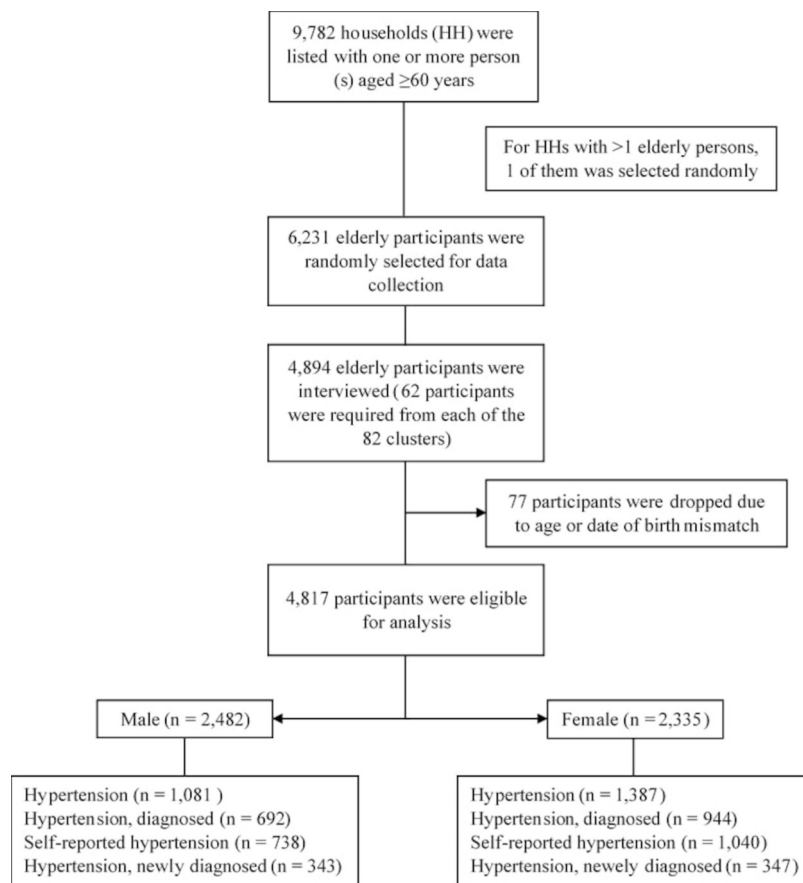 9,782 households (HH) were
listed with one or more person
(s) aged ≥60 years
For HHs with >1 elderly persons,
1 of them was selected randomly
6,231 elderly participants were
randomly selected for data
collection
4,894 elderly participants were
interviewed (62 participants
were required from each of the
82 clusters)
77 participants were dropped due
to age or date of birth mismatch
4,817 participants were eligible
for analysis
Male (n = 2,482)
Female (n = 2,335)
Hypertension (n = 1,081 )
Hypertension, diagnosed (n = 692)
Self-reported hypertension (n = 738)
Hypertension, newly diagnosed (n = 343)
Hypertension (n = 1,387)
Hypertension, diagnosed (n = 944)
Self-reported hypertension (n = 1,040)
Hypertension, newely diagnosed (n = 347)